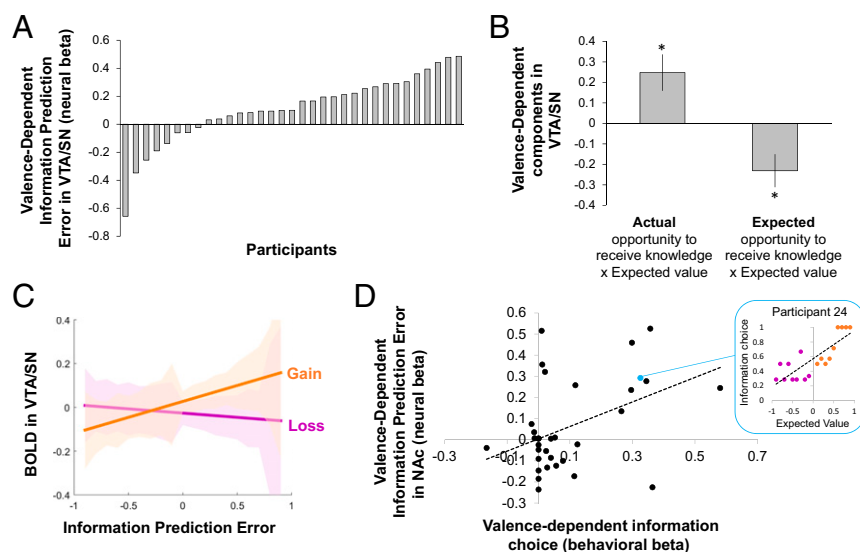 A
Valence-Dependent
Information Prediction
Error in VTA/SN (neural beta)
0.6
0.4
0.2
0
-0.2
-0.4
-0.6
-0.8
Participants
B
Valence-Dependent
components in
VTA/SN
0.4
0.3
0.2
0.1
0
-0.1
-0.2
-0.3
-0.4
*
*
Actual
opportunity to
receive knowledge
x Expected value
Expected
opportunity to
receive knowledge
x Expected value
C
BOLD in VTA/SN
0.4
0.2
0
-0.2
-0.4
-1
-0.5
0
0.5
1
Gain
Loss
Information Prediction Error
D
Valence-Dependent
Information Prediction Error
in NAc (neural beta)
0.6
0.5
0.4
0.3
0.2
0.1
0
-0.1
-0.2
-0.3
-0.3
-0.1
0.1
0.3
0.5
0.7
Valence-dependent information
choice (behavioral beta)
Participant 24
Information choice
1
0.8
0.6
0.4
0.2
0
-1
-0.5
0
0.5
1
Expected Value